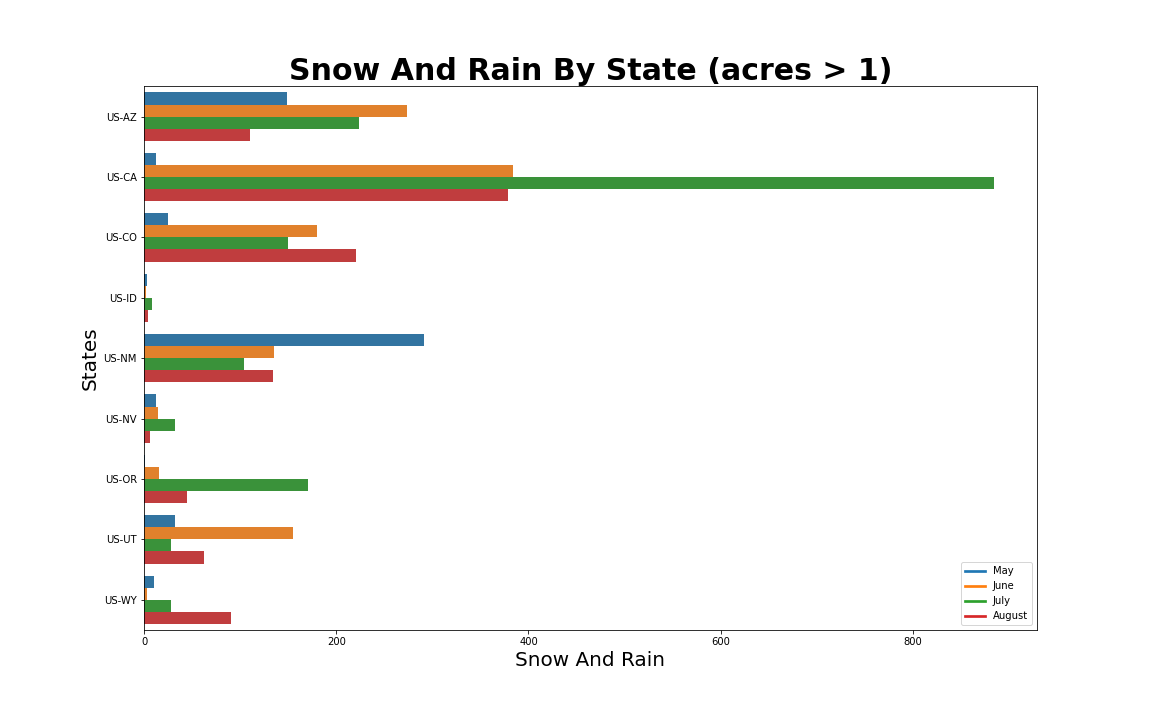 Snow And Rain By State (acres > 1)
US-AZ
US-CA
US-CO
US-ID
US-NM
US-NV
US-OR
US-UT
US-WY
States
0 200 400 600 800
Snow And Rain
May
June
July
August